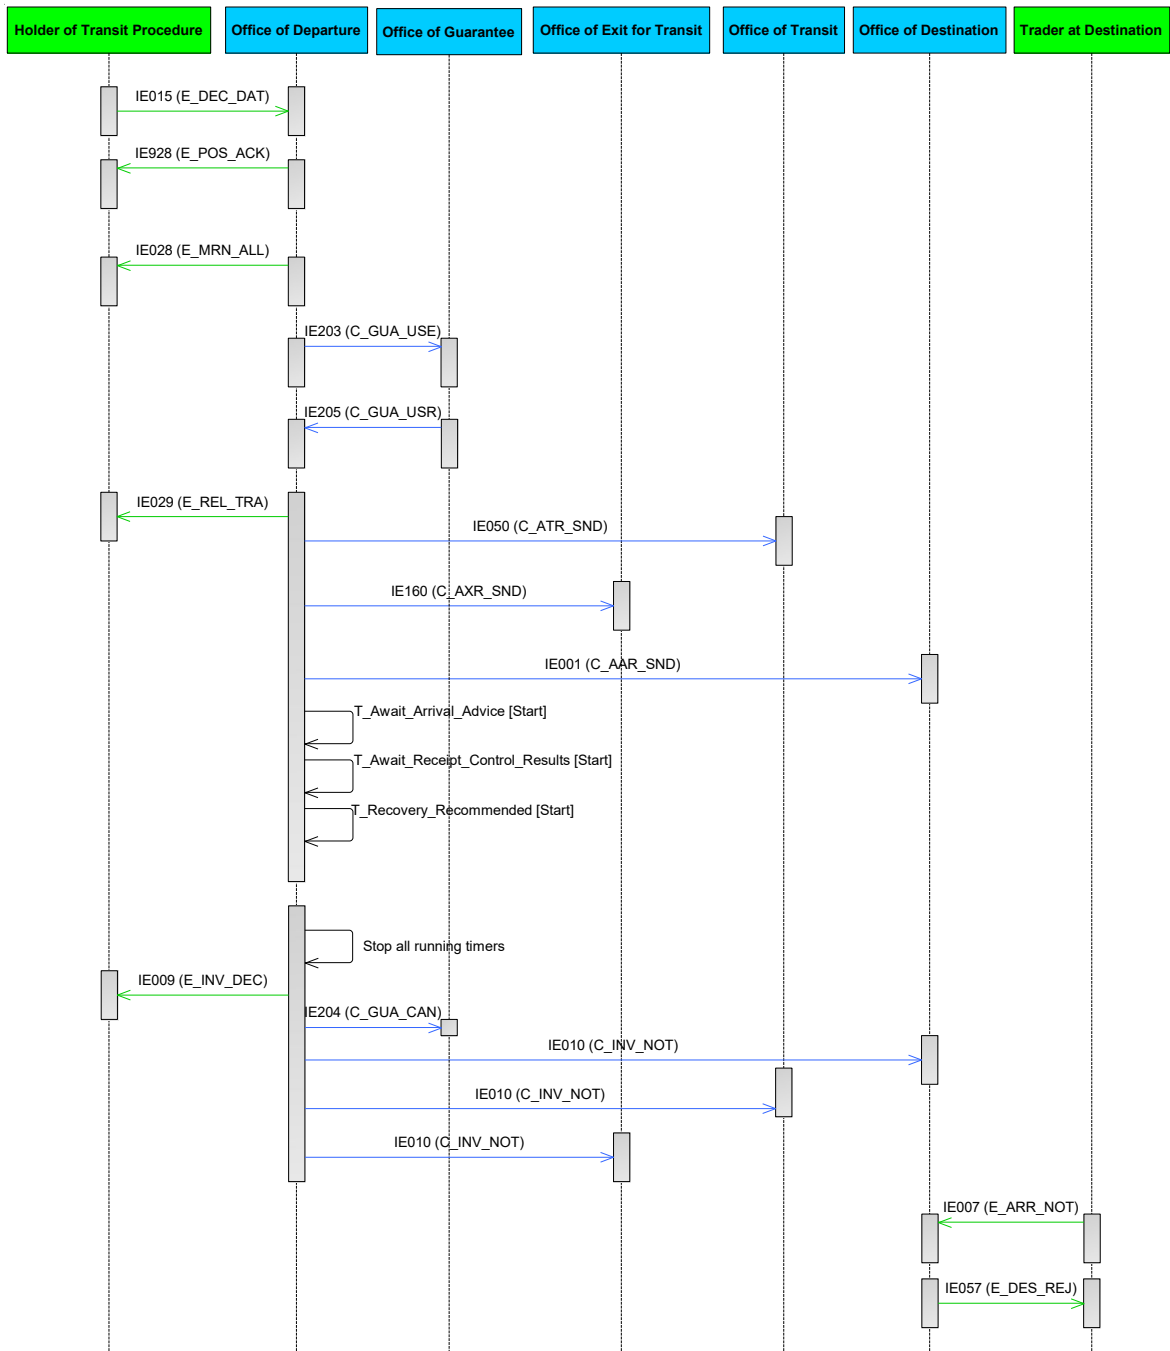 Holder of Transit Procedure
Office of Departure
Office of Guarantee
Office of Exit for Transit
Office of Transit
Office of Destination
Trader at Destination
IE015 (E_DEC_DAT)
IE928 (E_POS_ACK)
IE028 (E_MRN_ALL)
IE203 (C_GUA_USE)
IE205 (C_GUA_USR)
IE029 (E_REL_TRA)
IE050 (C_ATR_SND)
IE160 (C_AXR_SND)
IE001 (C_AAR_SND)
T_Await_Arrival_Advice [Start]
T_Await_Receipt_Control_Results [Start]
T_Recovery_Recommended [Start]
Stop all running timers
IE009 (E_INV_DEC)
IE204 (C_GUA_CAN)
IE010 (C_INV_NOT)
IE010 (C_INV_NOT)
IE010 (C_INV_NOT)
IE007 (E_ARR_NOT)
IE057 (E_DES_REJ)